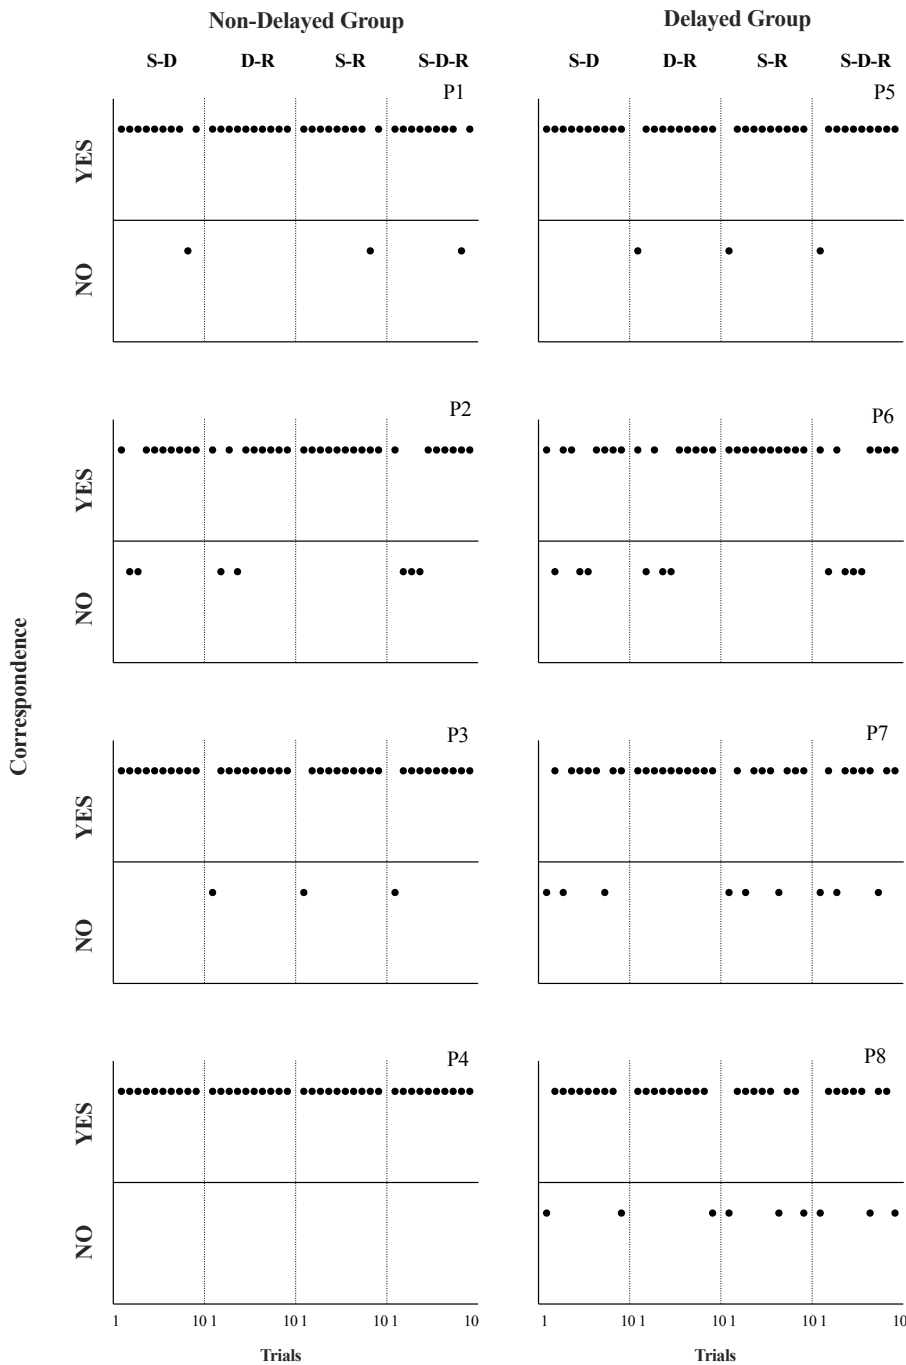 Non-Delayed Group Delayed Group
S-D D-R S-R S-D-R S-D D-R S-R S-D-R
P1 P5
YES
NO
P2 P6
YES
NO
Correspondence
P3 P7
YES
NO
P4 P8
YES
NO
1 10 1 10 1 10 1 10 1 10 1 10 1 10 1 10
Trials Trials